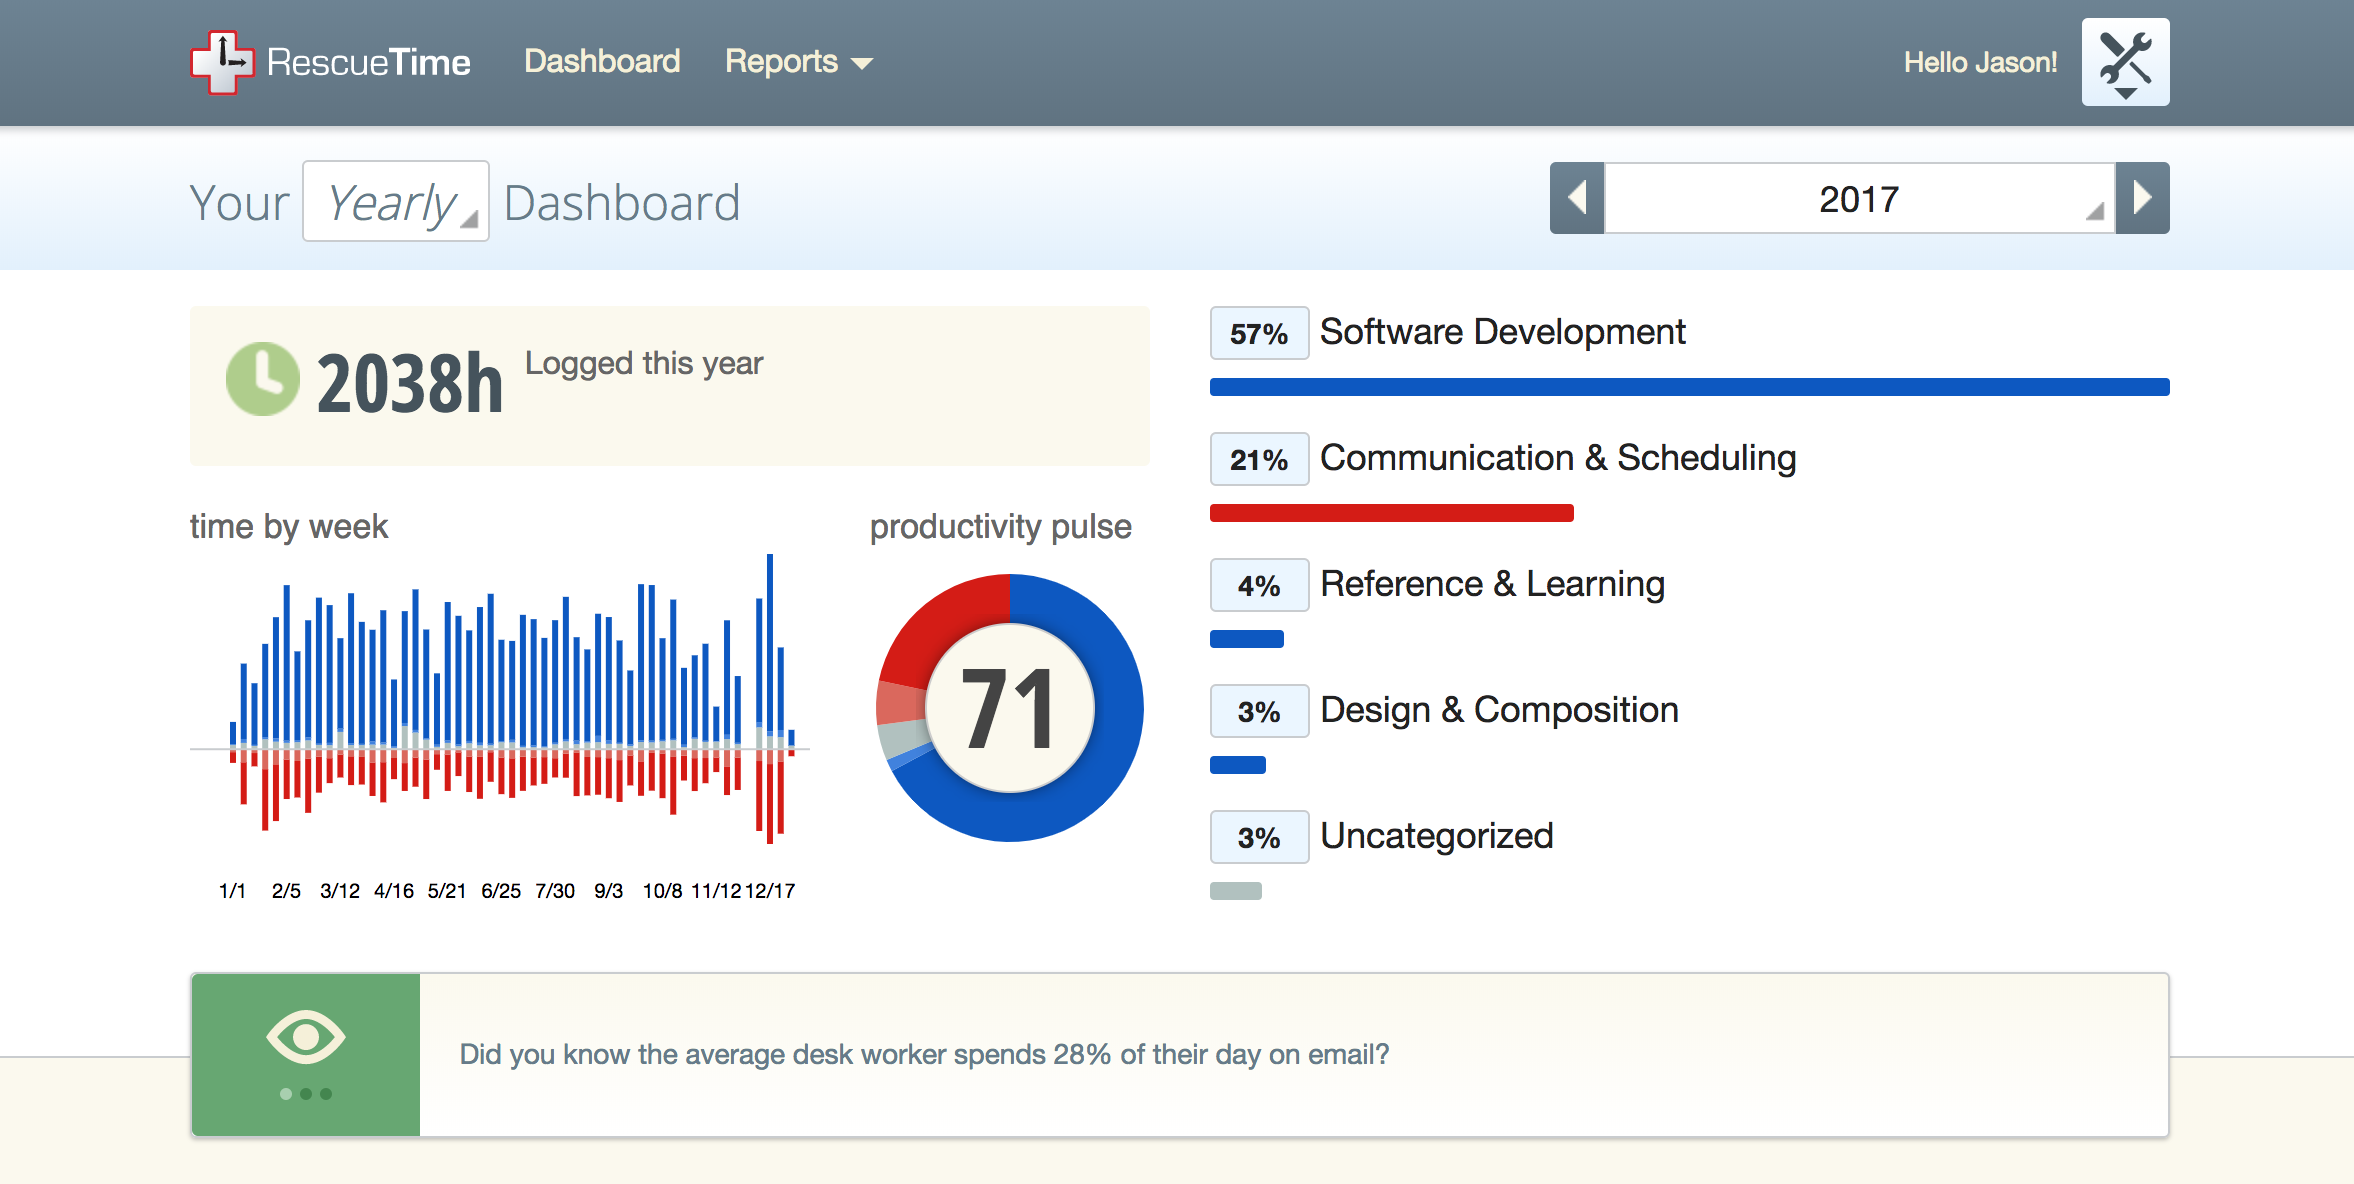 RescueTime Dashboard Reports Hello Jason!
Your Yearly Dashboard 2017
2038h Logged this year
time by week
1/1 2/5 3/12 4/16 5/21 6/25 7/30 9/3 10/8 11/12 12/17
productivity pulse
71
57% Software Development
21% Communication & Scheduling
4% Reference & Learning
3% Design & Composition
3% Uncategorized
Did you know the average desk worker spends 28% of their day on email?